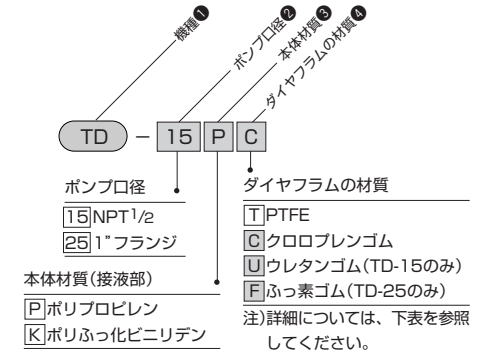 機種❶
ポンプ口径❷
本体材質❸
ダイヤフラムの材質❹
TD － 15 P C
ポンプ口径
15 NPT1/2
25 1”フランジ
本体材質(接液部)
P ポリプロピレン
K ポリふっ化ビニリデン
ダイヤフラムの材質
T PTFE
C クロロプレンゴム
U ウレタンゴム(TD-15のみ)
F ふっ素ゴム(TD-25のみ)
注)詳細については、下表を参照
してください。